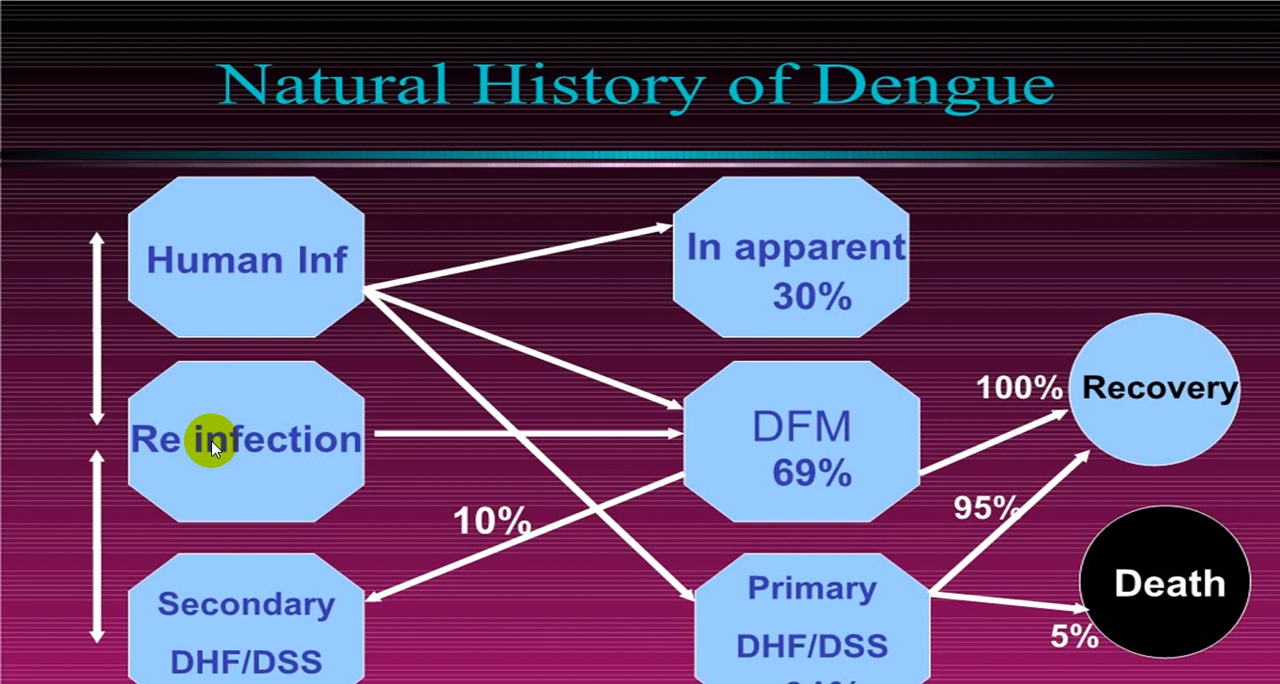 Natural History of Dengue
Human Inf
In apparent
30%
Re infection
DFM
69%
100%
Recovery
10%
95%
Secondary
DHF/DSS
Primary
DHF/DSS
Death
5%